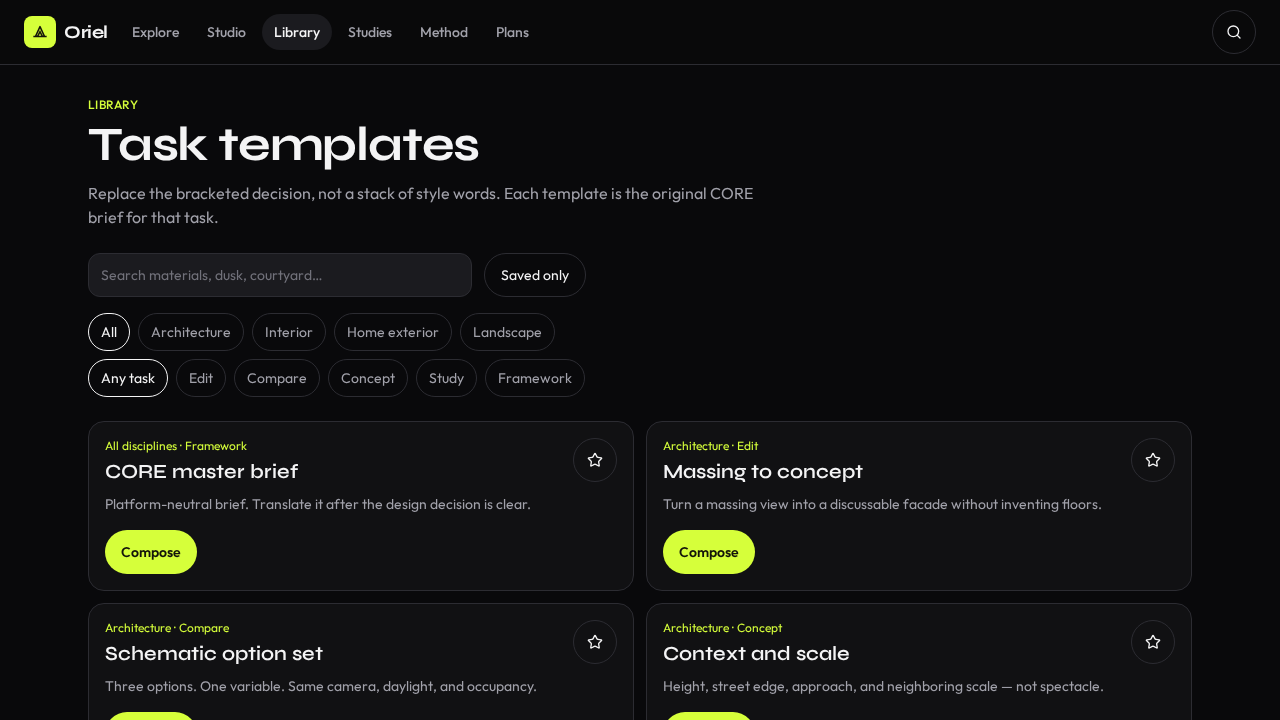 Oriel
Explore
Studio
Library
Studies
Method
Plans
LIBRARY
Task templates
Replace the bracketed decision, not a stack of style words. Each template is the original CORE
brief for that task.
Search materials, dusk, courtyard…
Saved only
All
Architecture
Interior
Home exterior
Landscape
Any task
Edit
Compare
Concept
Study
Framework
All disciplines · Framework
CORE master brief
Platform-neutral brief. Translate it after the design decision is clear.
Compose
Architecture · Edit
Massing to concept
Turn a massing view into a discussable facade without inventing floors.
Compose
Architecture · Compare
Schematic option set
Three options. One variable. Same camera, daylight, and occupancy.
Architecture · Concept
Context and scale
Height, street edge, approach, and neighboring scale — not spectacle.